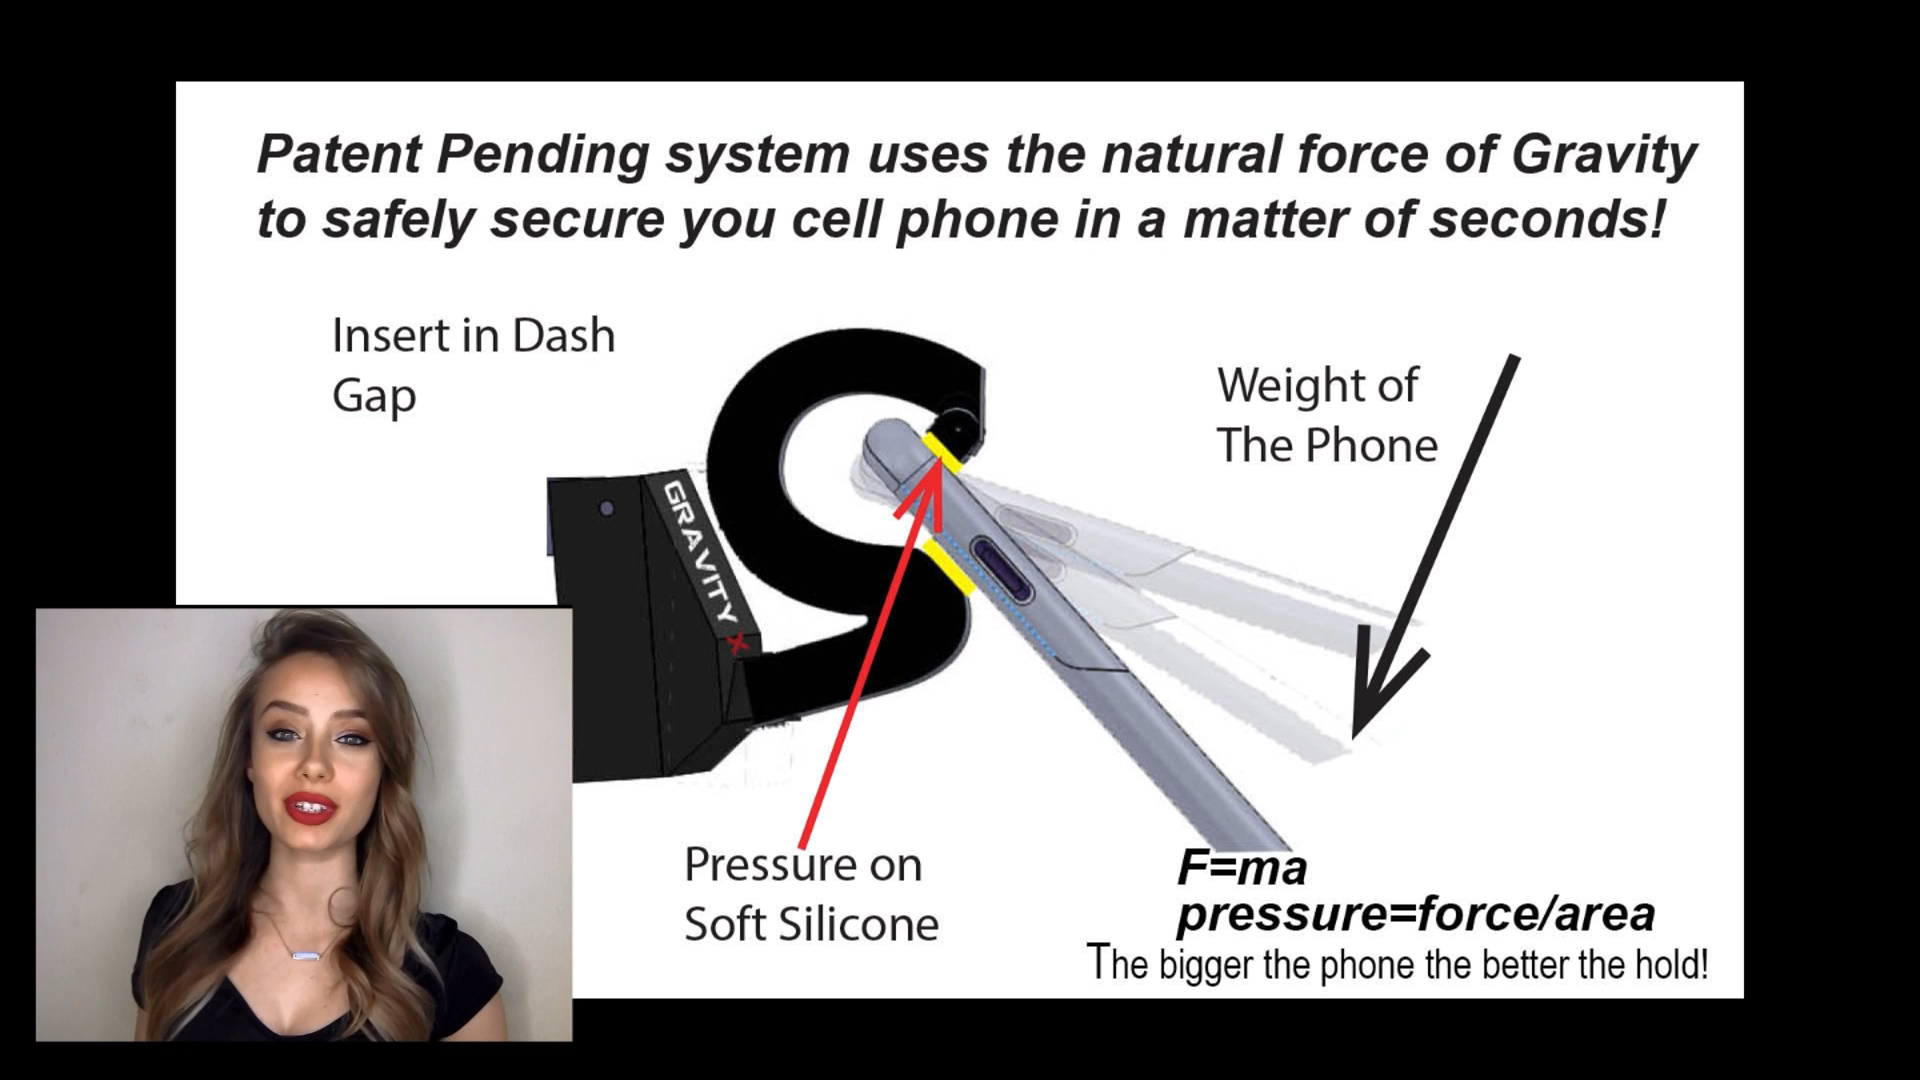 Patent Pending system uses the natural force of Gravity
to safely secure you cell phone in a matter of seconds!
Insert in Dash
Gap
Weight of
The Phone
GRAVITY X
Pressure on
Soft Silicone
F=ma
pressure=force/area
The bigger the phone the better the hold!